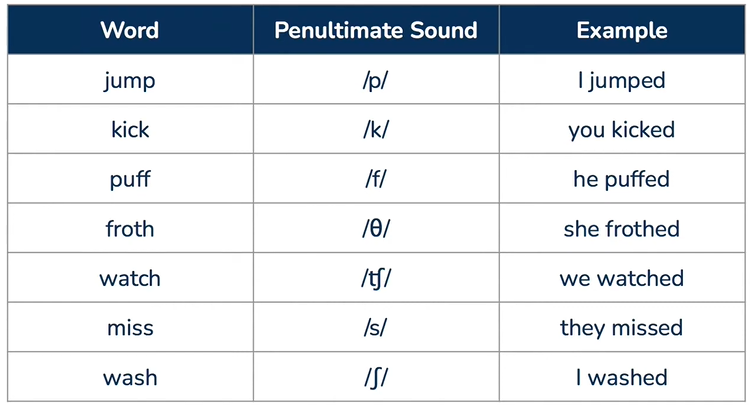 Word Penultimate Sound Example
jump /p/ I jumped
kick /k/ you kicked
puff /f/ he puffed
froth /θ/ she frothed
watch /ʧ/ we watched
miss /s/ they missed
wash /ʃ/ I washed